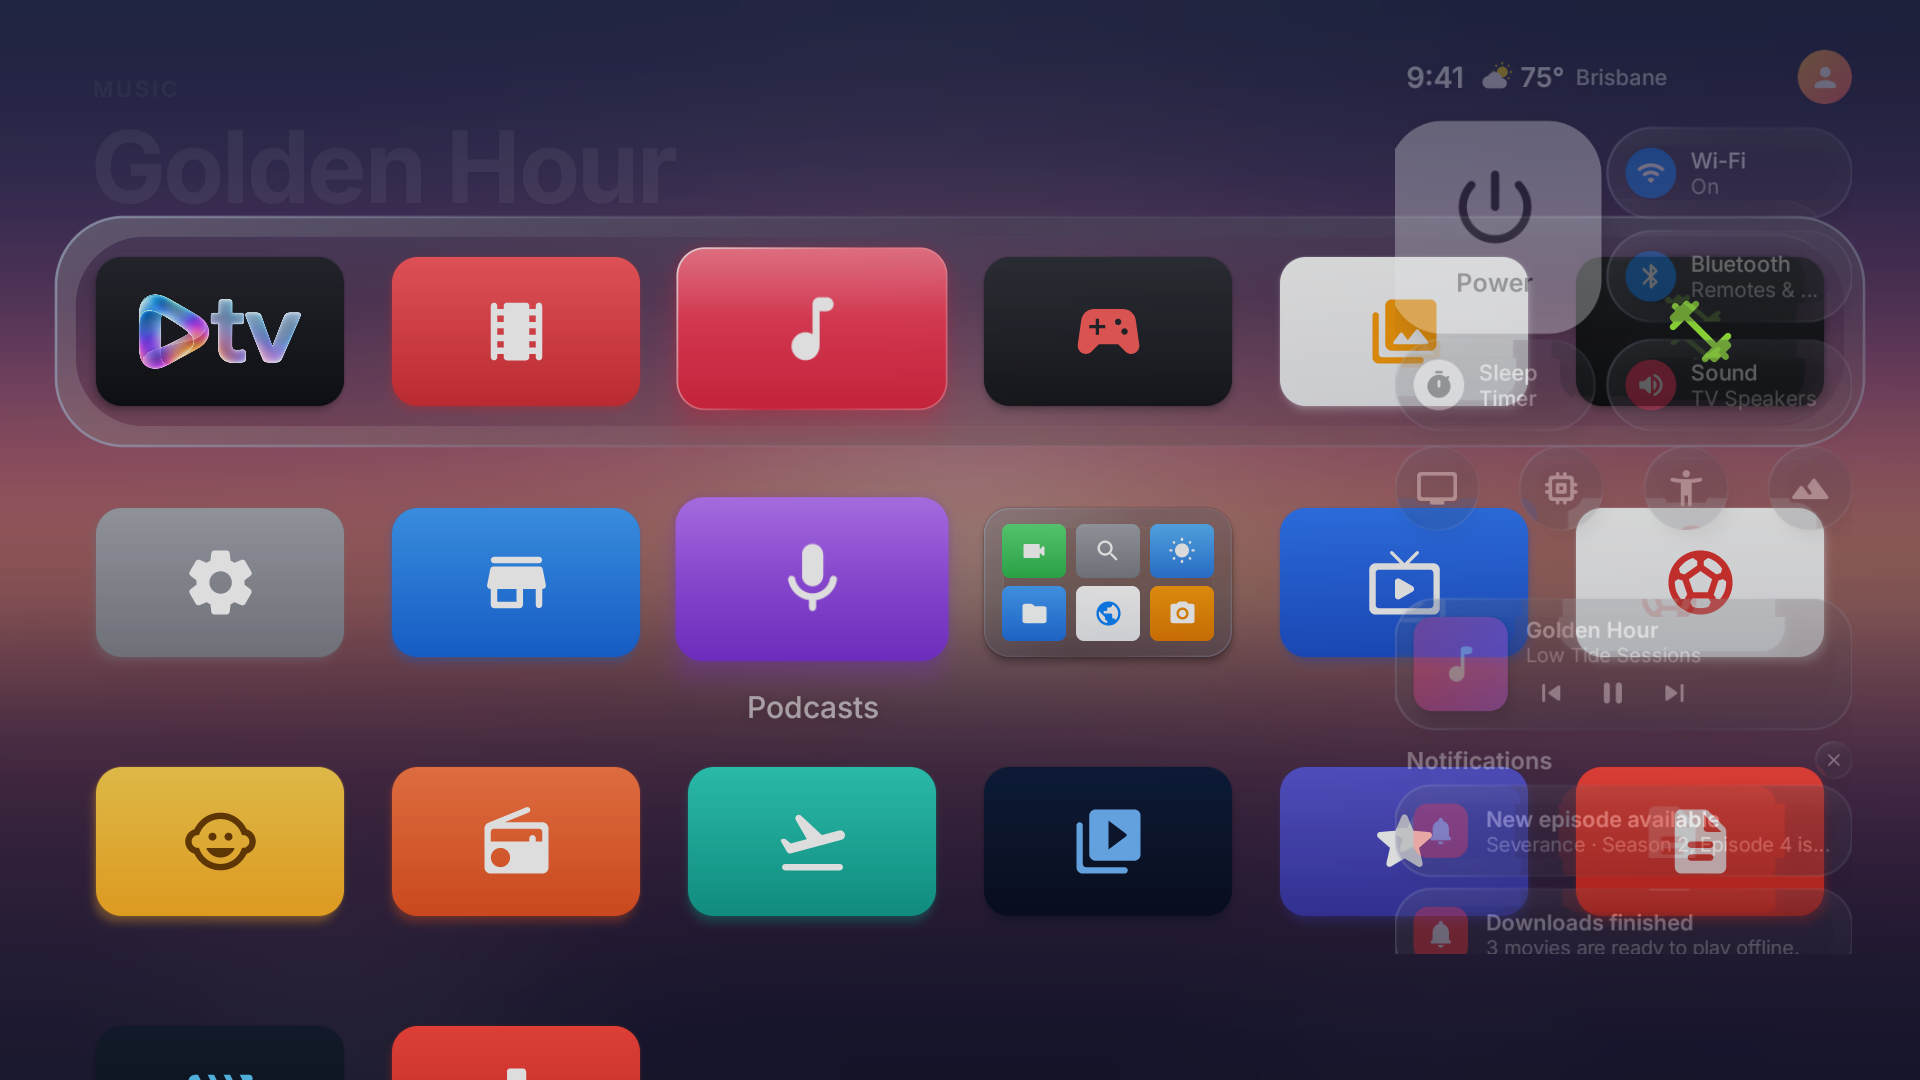 MUSIC
Golden Hour
9:41 75° Brisbane
Wi-Fi
On
Power
Bluetooth
Remotes & ...
tv
Sleep
Timer
Sound
TV Speakers
Podcasts
Golden Hour
Low Tide Sessions
Notifications
New episode available
Severance · Season 2, Episode 4 is...
Downloads finished
3 movies are ready to play offline.